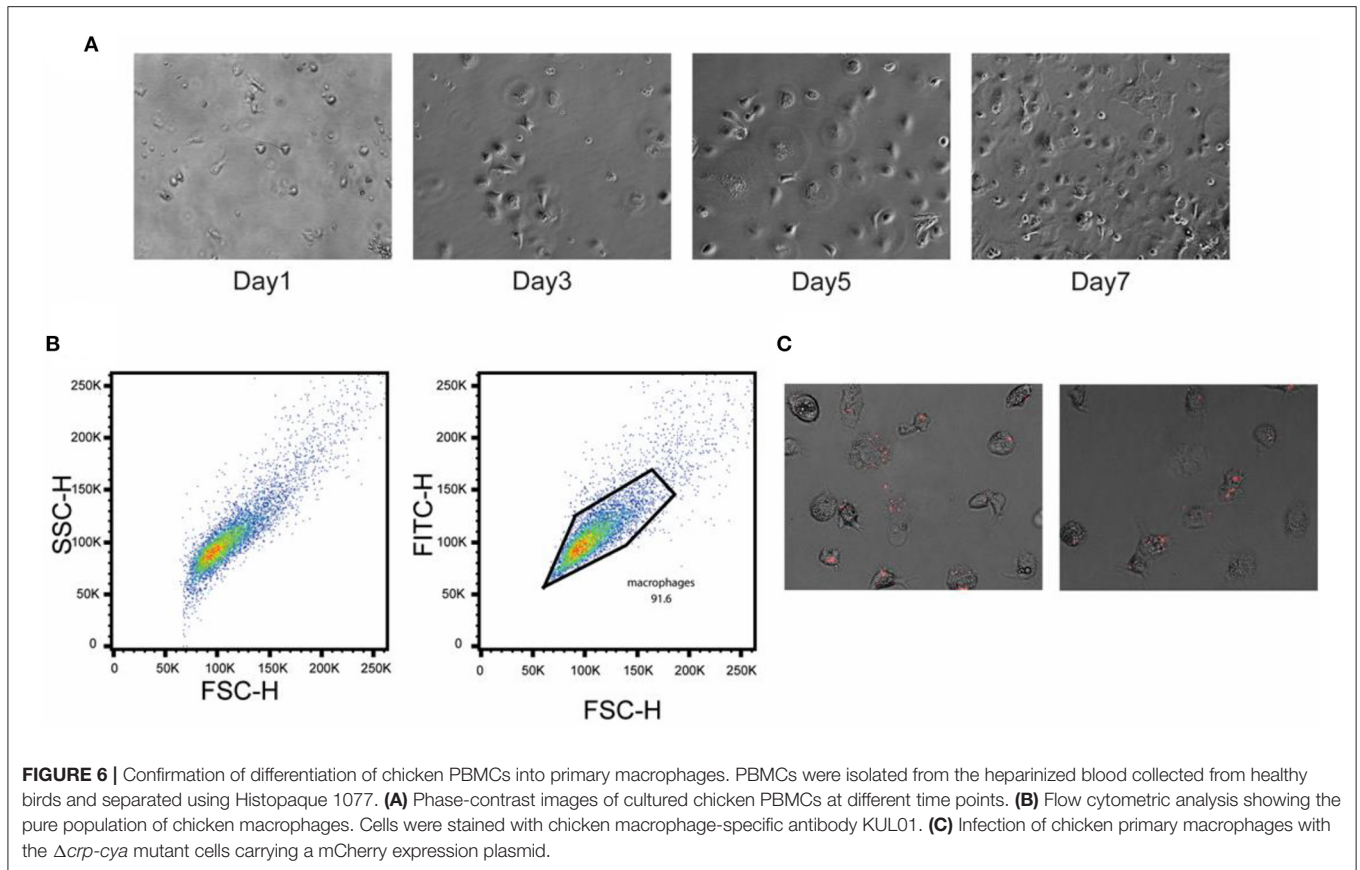 A
Day1
Day3
Day5
Day7
B
250K
200K
150K
100K
50K
0
SSC-H
0 50K 100K 150K 200K 250K
FSC-H
250K
200K
150K
100K
50K
0
FITC-H
macrophages
91.6
0 50K 100K 150K 200K 250K
FSC-H
C
FIGURE 6 | Confirmation of differentiation of chicken PBMCs into primary macrophages. PBMCs were isolated from the heparinized blood collected from healthy
birds and separated using Histopaque 1077. (A) Phase-contrast images of cultured chicken PBMCs at different time points. (B) Flow cytometric analysis showing the
pure population of chicken macrophages. Cells were stained with chicken macrophage-specific antibody KUL01. (C) Infection of chicken primary macrophages with
the Δcrp-cya mutant cells carrying a mCherry expression plasmid.